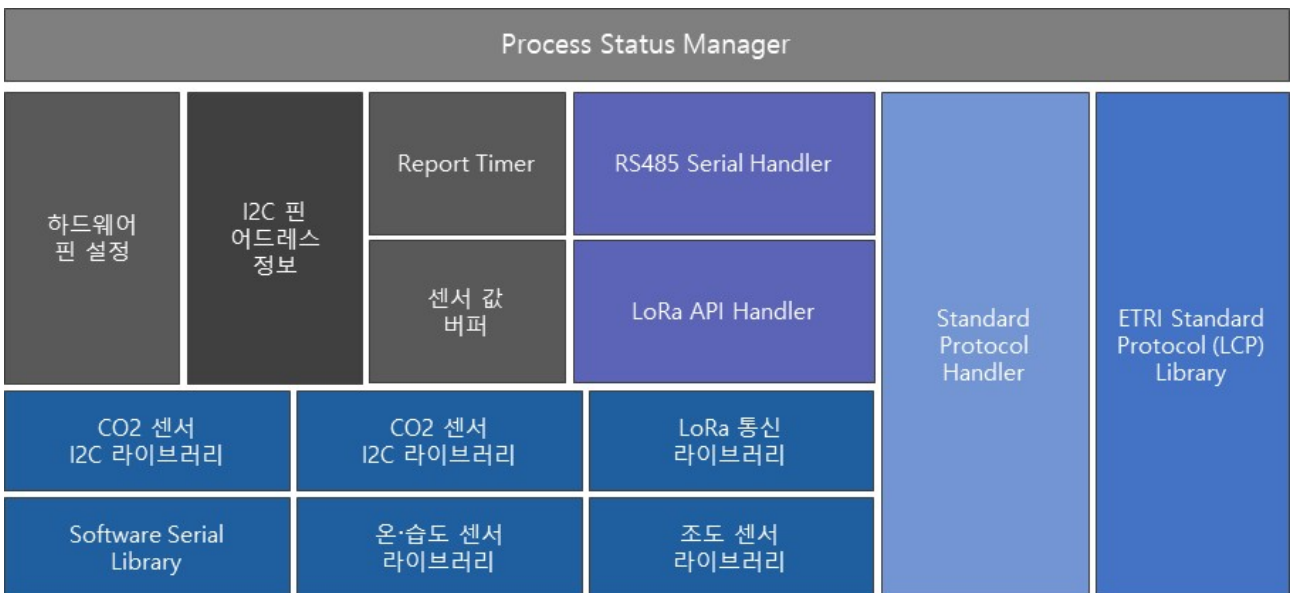 Process Status Manager
하드웨어
핀 설정
I2C 핀
어드레스
정보
Report Timer
RS485 Serial Handler
센서 값
버퍼
LoRa API Handler
Standard
Protocol
Handler
ETRI Standard
Protocol (LCP)
Library
CO2 센서
I2C 라이브러리
CO2 센서
I2C 라이브러리
LoRa 통신
라이브러리
Software Serial
Library
온·습도 센서
라이브러리
조도 센서
라이브러리